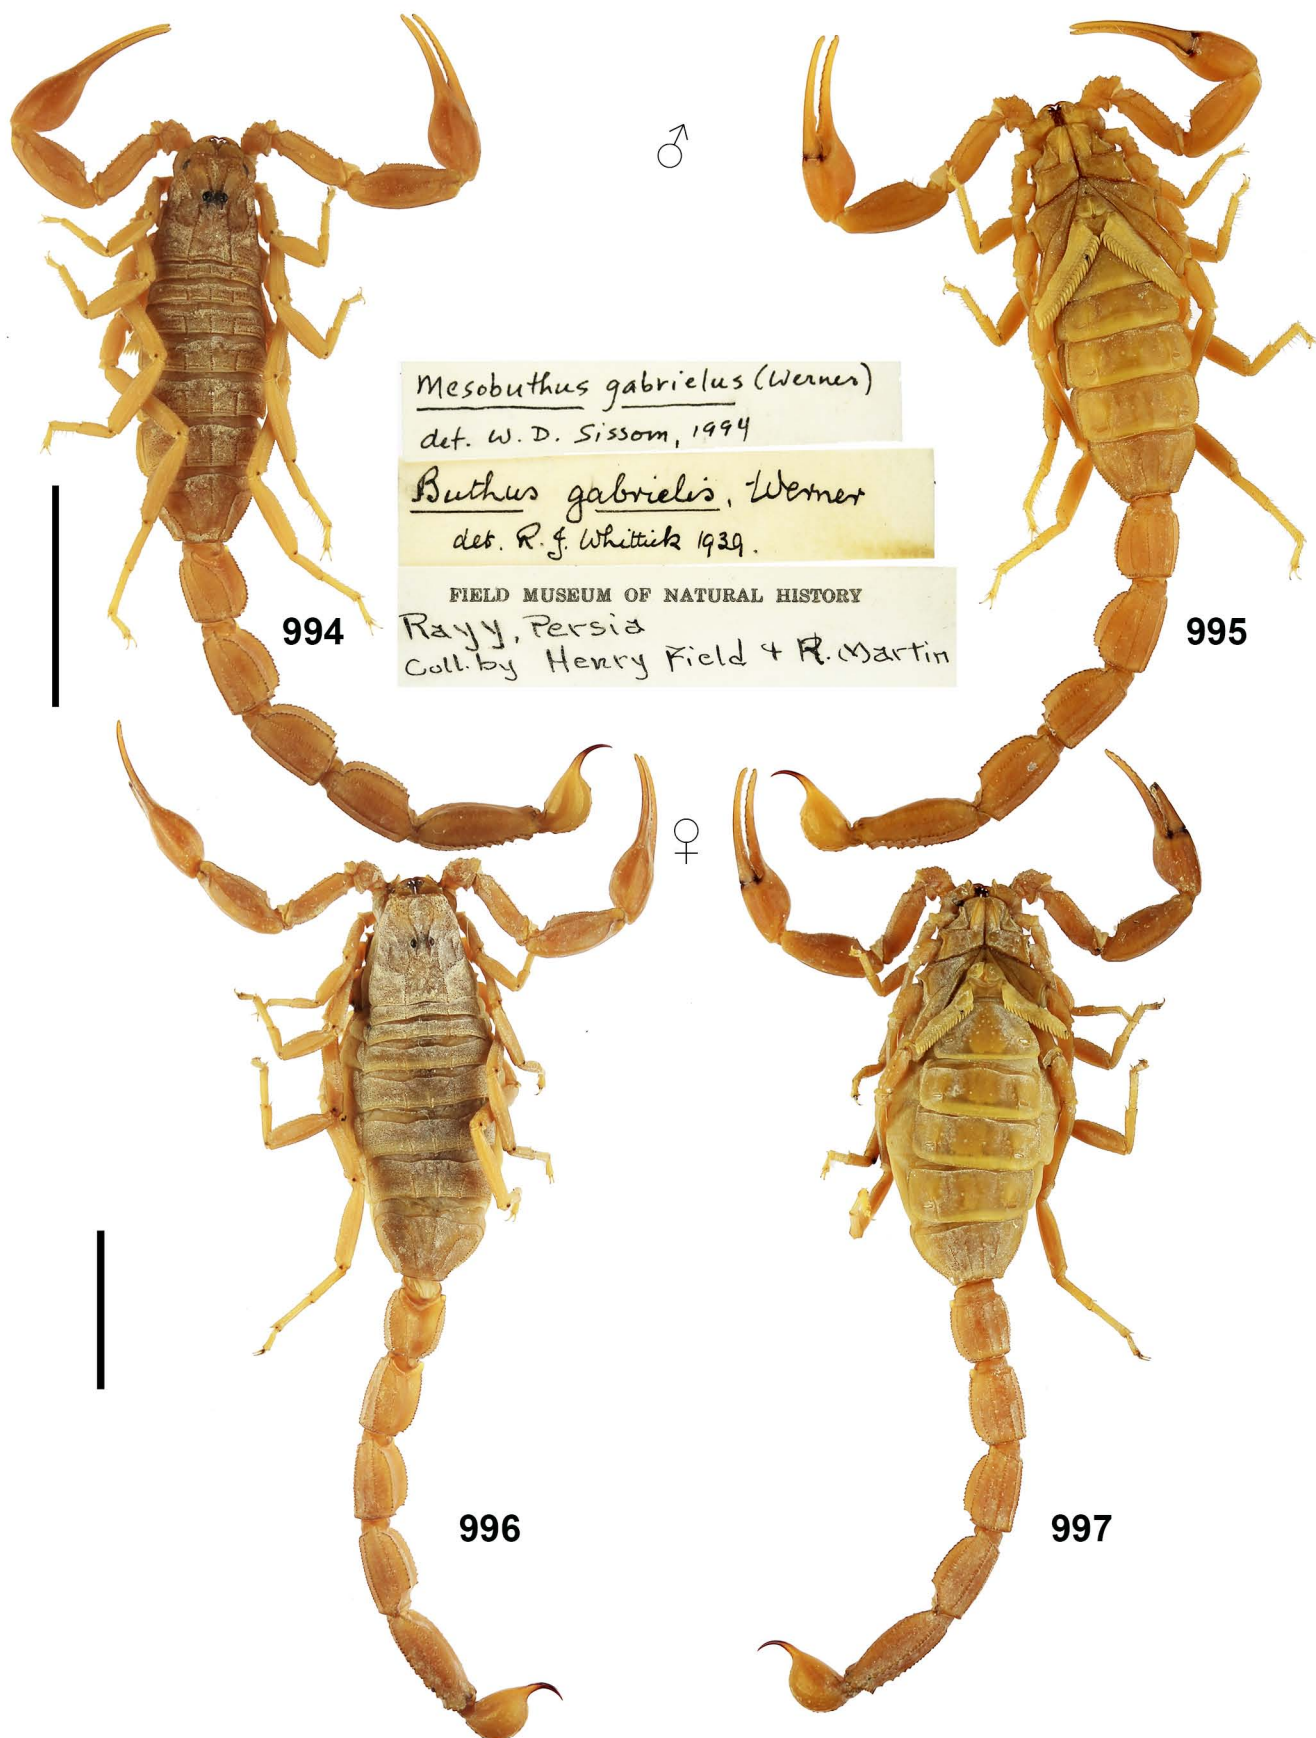 ♂
Mesobuthus gabrielus (Werner)
det. W. D. Sissom, 1994
Buthus gabrielis, Werner
det. R. J. Whittick 1939.
FIELD MUSEUM OF NATURAL HISTORY
Rayy, Persia
Coll. by Henry Field & R. Martin
994
995
♀
996
997